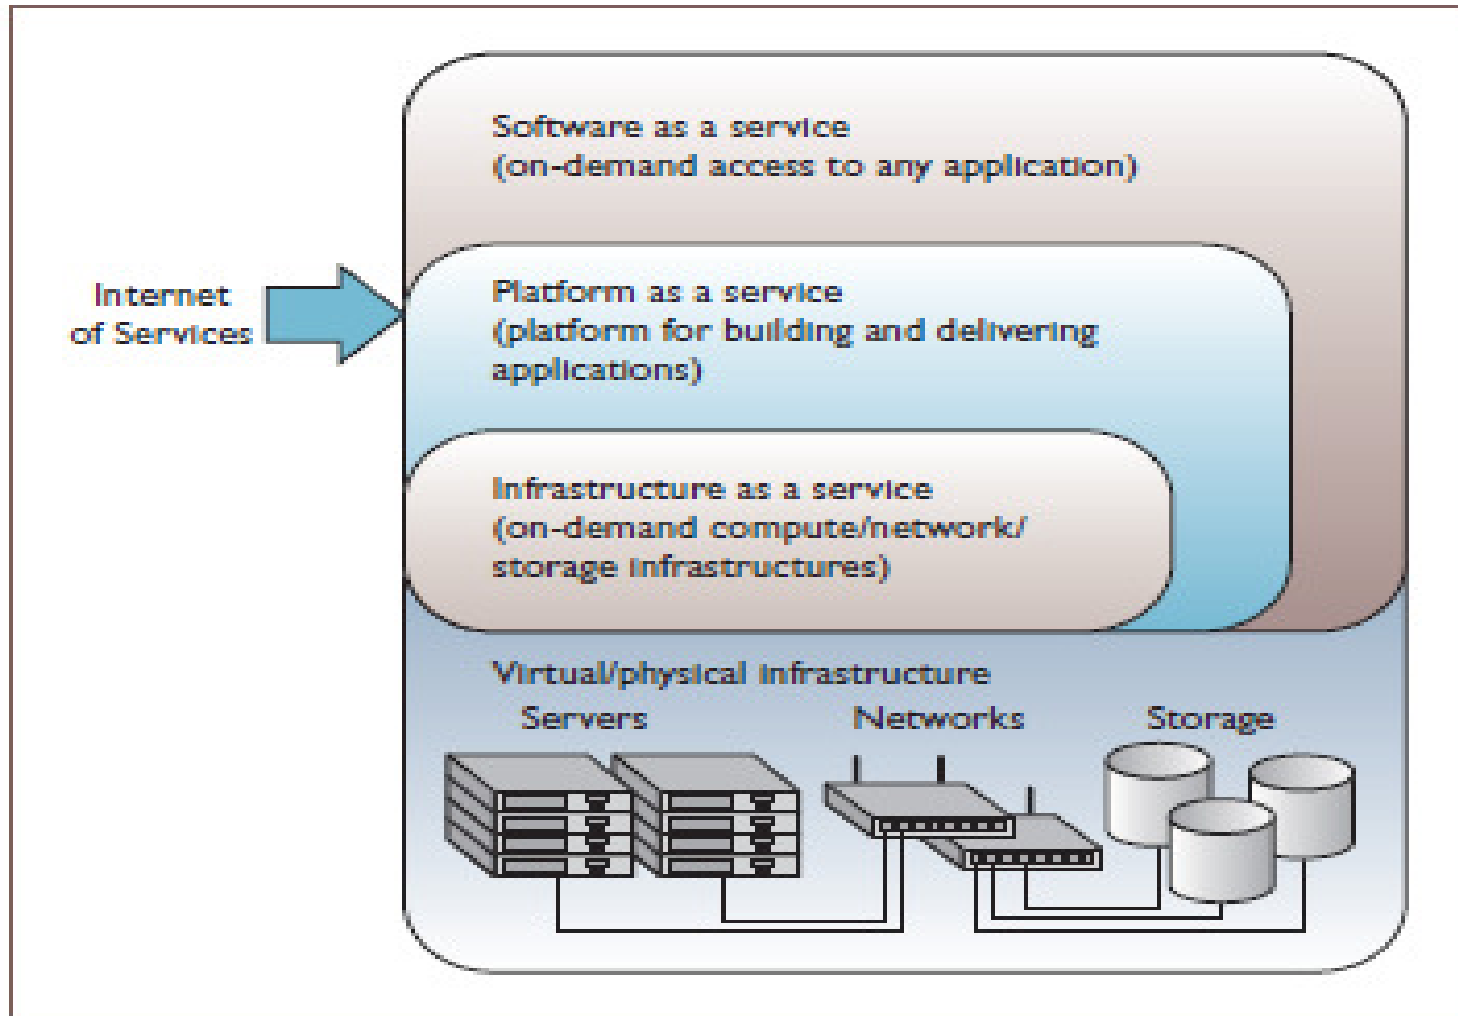 Software as a service
(on-demand access to any application)
Internet
of Services
Platform as a service
(platform for building and delivering
applications)
Infrastructure as a service
(on-demand compute/network/
storage infrastructures)
Virtual/physical infrastructure
Servers
Networks
Storage